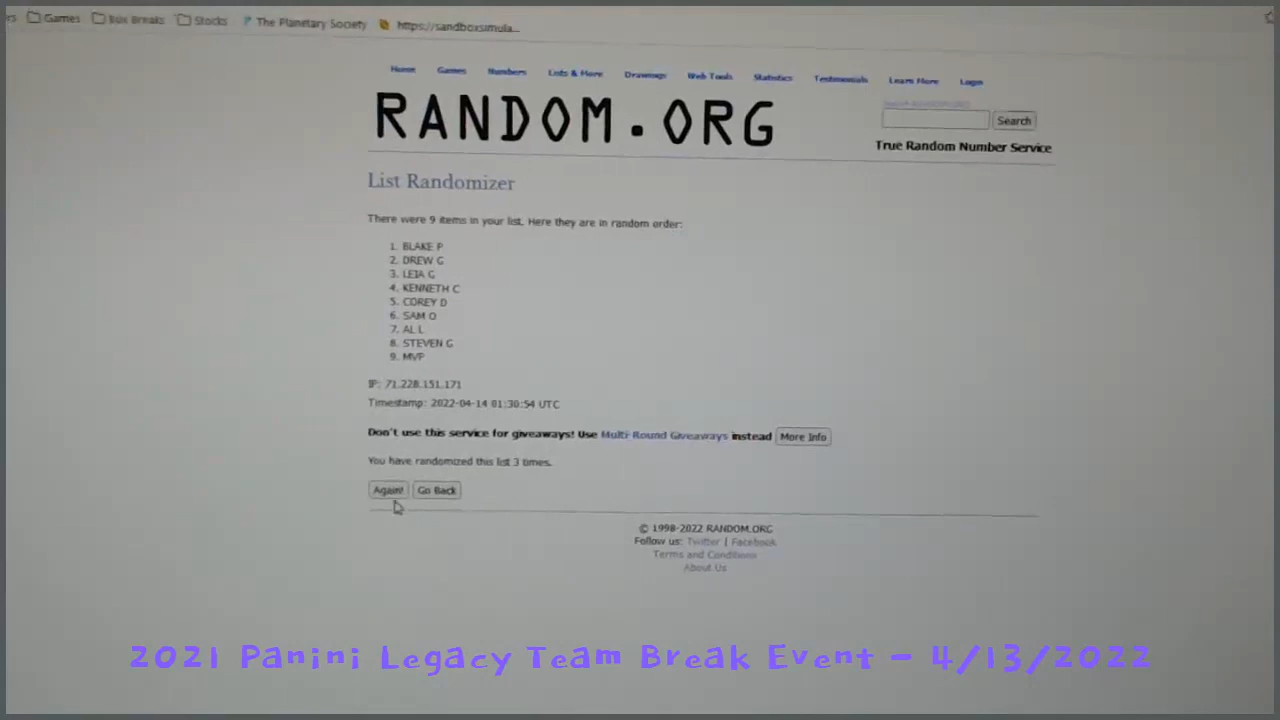 Games Box Breaks Stocks The Planetary Society https://sandboxsimula...
Home Games Numbers Lists & More Drawings Web Tools Statistics Testimonials Learn More Login
RANDOM.ORG
Search
True Random Number Service
List Randomizer
There were 9 items in your list. Here they are in random order:
1. BLAKE P
2. DREW G
3. LEIA G
4. KENNETH C
5. COREY D
6. SAM O
7. AL L
8. STEVEN G
9. MVP
IP: 71.228.151.171
Timestamp: 2022-04-14 01:30:54 UTC
Don't use this service for giveaways! Use Multi-Round Giveaways instead More Info
You have randomized this list 3 times.
Again! Go Back
© 1998-2022 RANDOM.ORG
Follow us: Twitter | Facebook
Terms and Conditions
About Us
2021 Panini Legacy Team Break Event - 4/13/2022